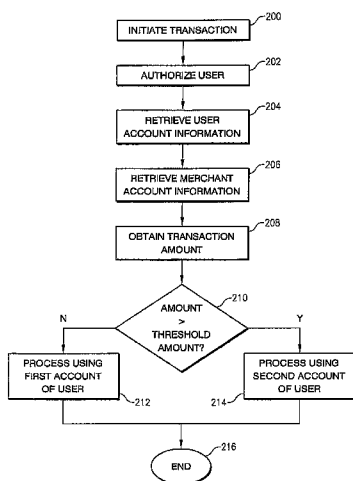 INITIATE TRANSACTION
200
AUTHORIZE USER
202
RETRIEVE USER
ACCOUNT INFORMATION
204
RETRIEVE MERCHANT
ACCOUNT INFORMATION
206
OBTAIN TRANSACTION
AMOUNT
208
AMOUNT
>
THRESHOLD
AMOUNT?
210
N
Y
PROCESS USING
FIRST ACCOUNT
OF USER
212
PROCESS USING
SECOND ACCOUNT
OF USER
214
END
216